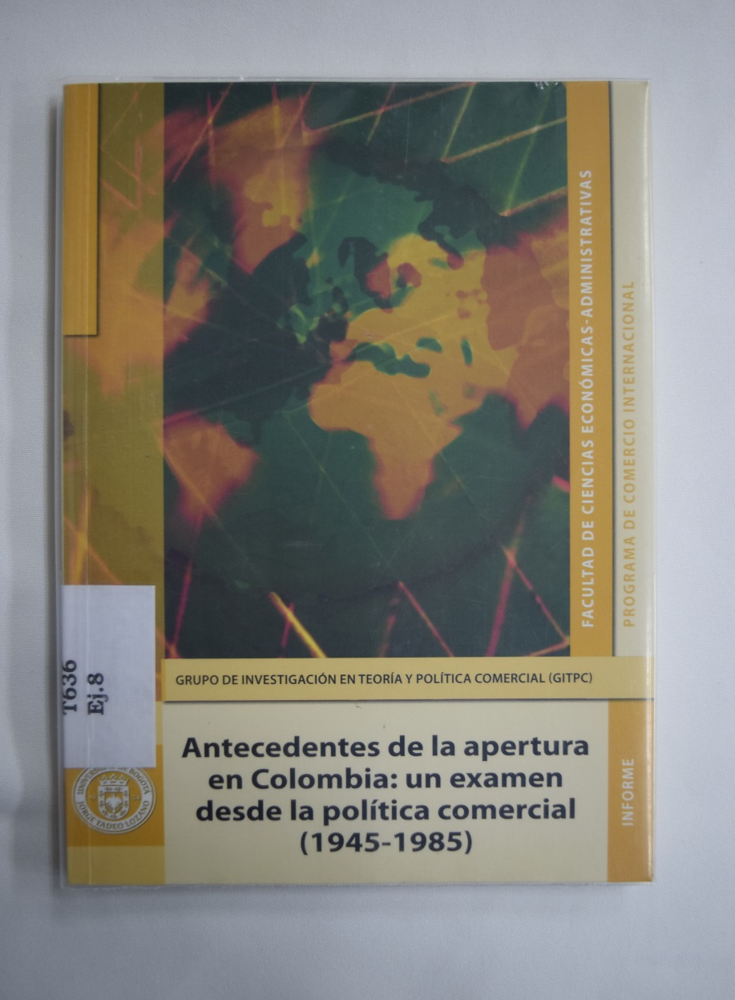 FACULTAD DE CIENCIAS ECONÓMICAS-ADMINISTRATIVAS
PROGRAMA DE COMERCIO INTERNACIONAL
GRUPO DE INVESTIGACIÓN EN TEORÍA Y POLÍTICA COMERCIAL (GITPC)
Antecedentes de la apertura
en Colombia: un examen
desde la política comercial
(1945-1985)
INFORME
T636
Ej.8
UNIVERSIDAD DE BOGOTÁ
JORGE TADEO LOZANO